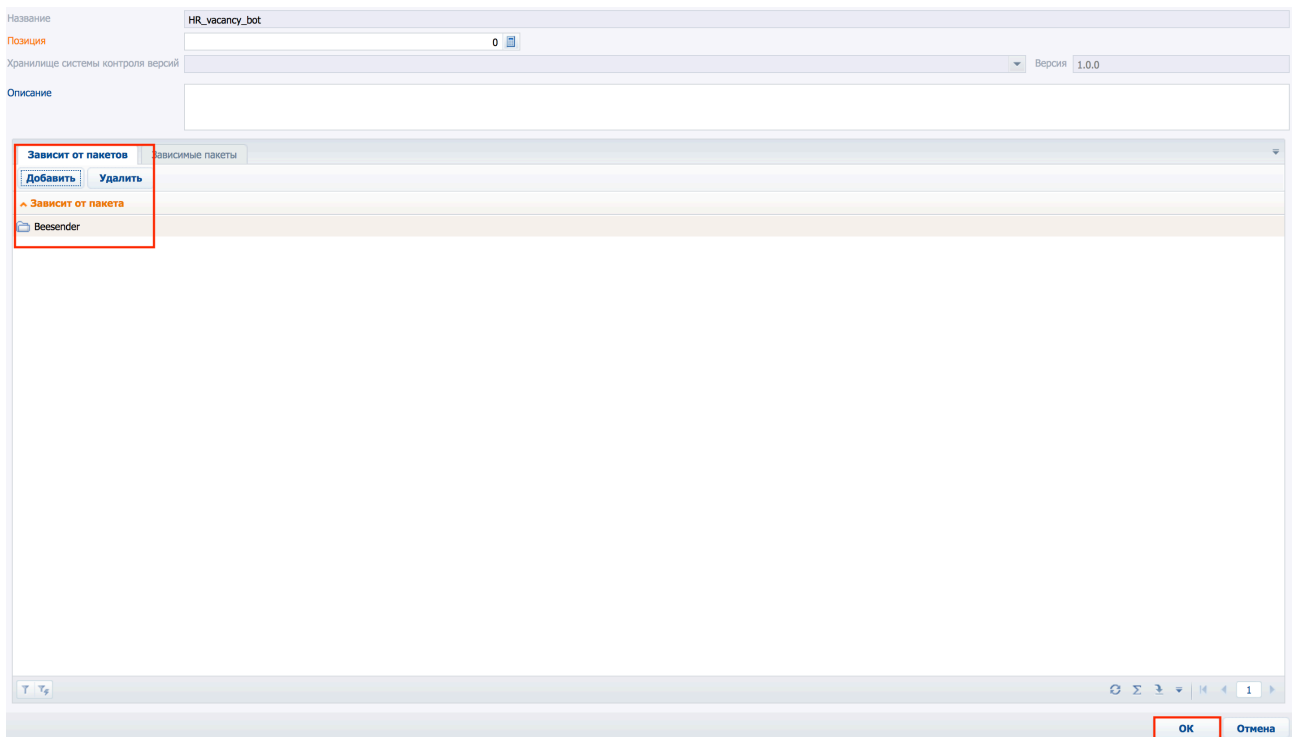 Название HR_vacancy_bot
Позиция 0
Хранилище системы контроля версий Версия 1.0.0
Описание
Зависит от пакетов Зависимые пакеты
Добавить Удалить
Зависит от пакета
Beesender
1
ОК Отмена